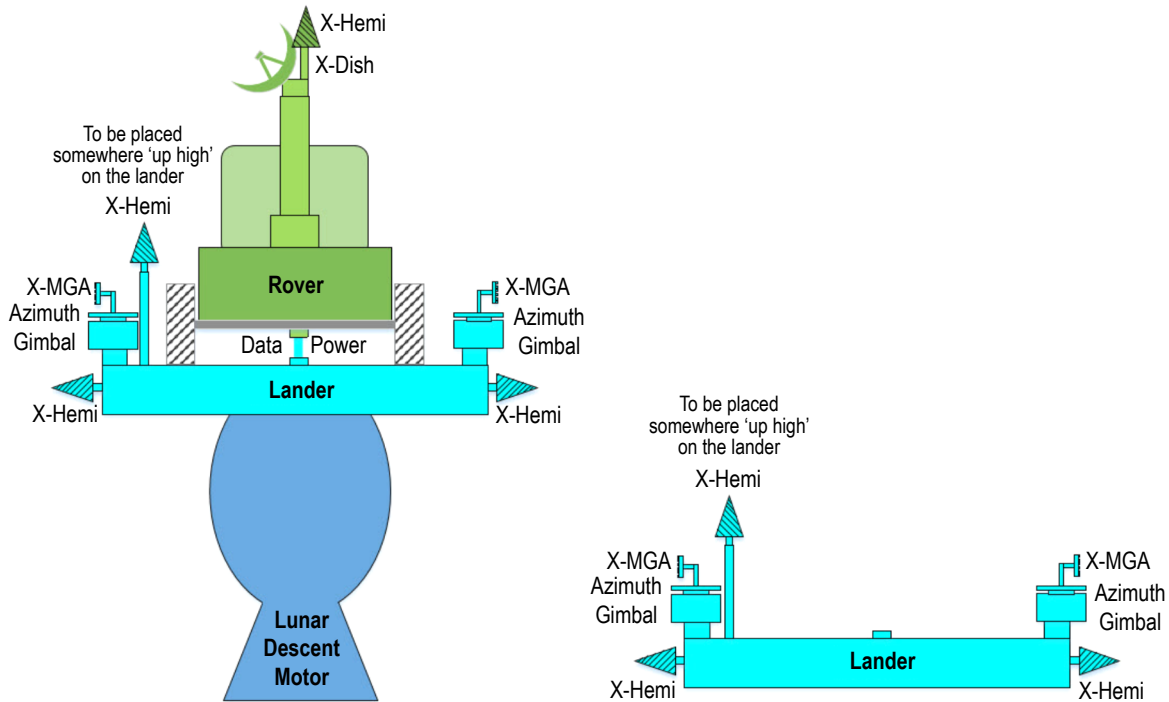 X-Hemi
X-Dish
To be placed
somewhere ‘up high’
on the lander
X-Hemi
X-MGA
Azimuth
Gimbal
Rover
X-MGA
Azimuth
Gimbal
Data Power
Lander
X-Hemi
X-Hemi
Lunar
Descent
Motor
To be placed
somewhere ‘up high’
on the lander
X-Hemi
X-MGA
Azimuth
Gimbal
X-MGA
Azimuth
Gimbal
Lander
X-Hemi
X-Hemi